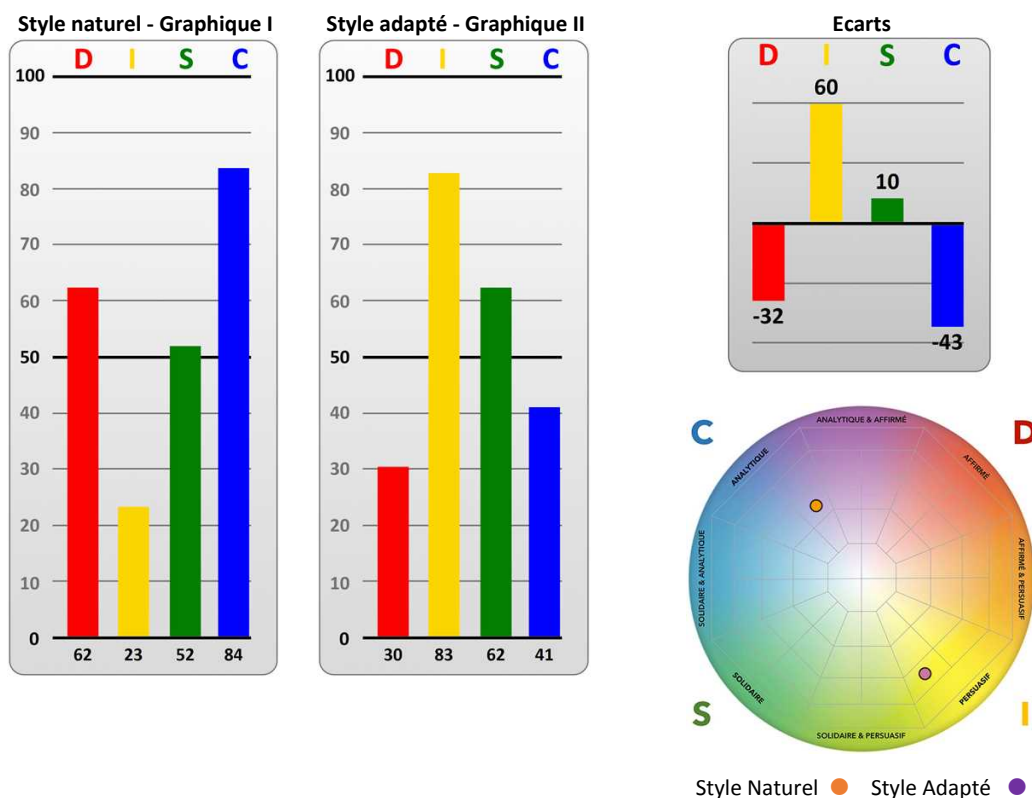 Style naturel - Graphique I
D I S C
100
90
80
70
60
50
40
30
20
10
0
62 23 52 84
Style adapté - Graphique II
D I S C
100
90
80
70
60
50
40
30
20
10
0
30 83 62 41
Ecarts
D I S C
60
10
-32
-43
C
D
ANALYTIQUE & AFFIRMÉ
ANALYTIQUE
AFFIRMÉ
SOLIDAIRE & ANALYTIQUE
AFFIRMÉ & PERSUASIF
SOLIDAIRE
PERSUASIF
SOLIDAIRE & PERSUASIF
S
I
Style Naturel Style Adapté